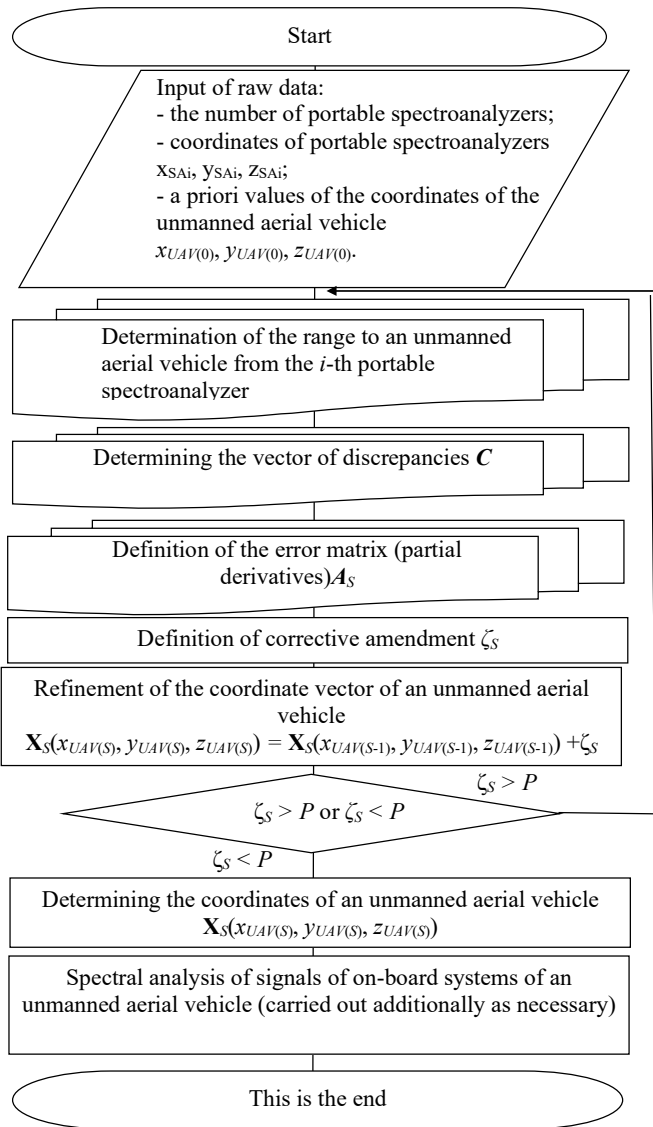 Start
Input of raw data:
- the number of portable spectroanalyzers;
- coordinates of portable spectroanalyzers
xSAi, ySAi, zSAi;
- a priori values of the coordinates of the
unmanned aerial vehicle
xUAV(0), yUAV(0), zUAV(0).
Determination of the range to an unmanned
aerial vehicle from the i-th portable
spectroanalyzer
Determining the vector of discrepancies C
Definition of the error matrix (partial
derivatives)AS
Definition of corrective amendment ζS
Refinement of the coordinate vector of an unmanned aerial
vehicle
XS(xUAV(S), yUAV(S), zUAV(S)) = XS(xUAV(S-1), yUAV(S-1), zUAV(S-1)) +ζS
ζS > P
ζS > P or ζS < P
ζS < P
Determining the coordinates of an unmanned aerial vehicle
XS(xUAV(S), yUAV(S), zUAV(S))
Spectral analysis of signals of on-board systems of an
unmanned aerial vehicle (carried out additionally as necessary)
This is the end